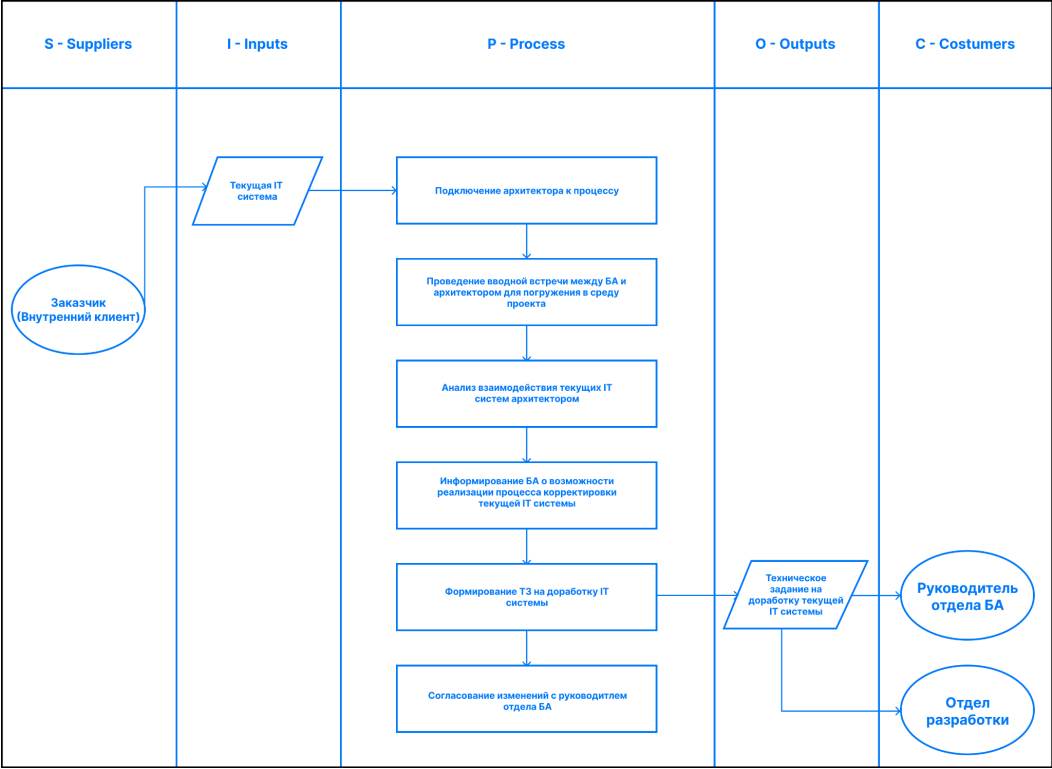 S - Suppliers
I - Inputs
P - Process
O - Outputs
C - Costumers
Заказчик
(Внутренний клиент)
Текущая IT
система
Подключение архитектора к процессу
Проведение вводной встречи между БА и
архитектором для погружения в среду
проекта
Анализ взаимодействия текущих IT
систем архитектором
Информирование БА о возможности
реализации процесса корректировки
текущей IT системы
Формирование ТЗ на доработку IT
системы
Согласование изменений с руководитлем
отдела БА
Техническое
задание на
доработку текущей
IT системы
Руководитель
отдела БА
Отдел
разработки